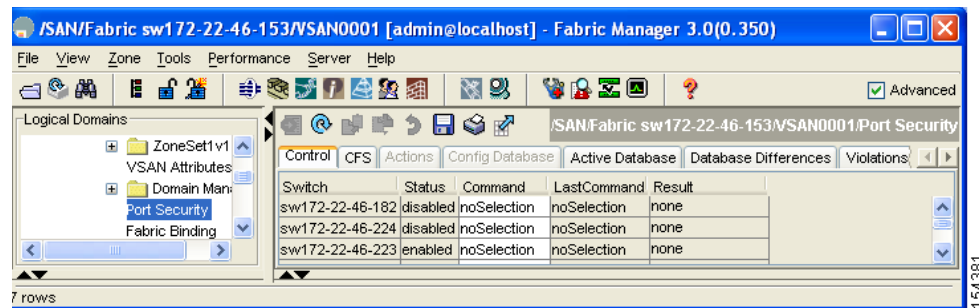 /SAN/Fabric sw172-22-46-153/VSAN0001 [admin@localhost] - Fabric Manager 3.0(0.350)
File View Zone Tools Performance Server Help
Advanced
Logical Domains
/SAN/Fabric sw172-22-46-153/VSAN0001/Port Security
ZoneSet1v1
VSAN Attributes
Domain Man
Port Security
Fabric Binding
Control CFS Actions Config Database Active Database Database Differences Violations
Switch Status Command LastCommand Result
sw172-22-46-182 disabled noSelection noSelection none
sw172-22-46-224 disabled noSelection noSelection none
sw172-22-46-223 enabled noSelection noSelection none
7 rows